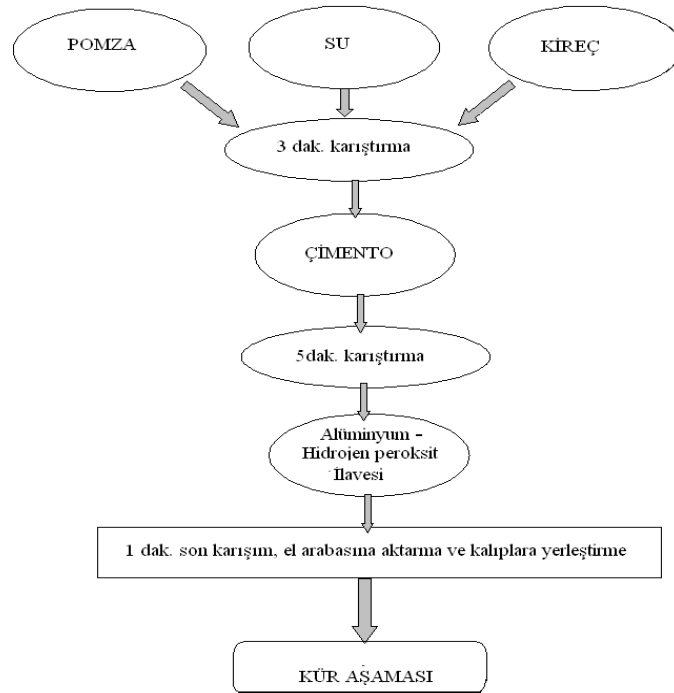 POMZA
SU
KİREÇ
3 dak. karıştırma
ÇİMENTO
5dak. karıştırma
Alüminyum –
Hidrojen peroksit
İlavesi
1 dak. son karışım, el arabasına aktarma ve kalıplara yerleştirme
KÜR AŞAMASI